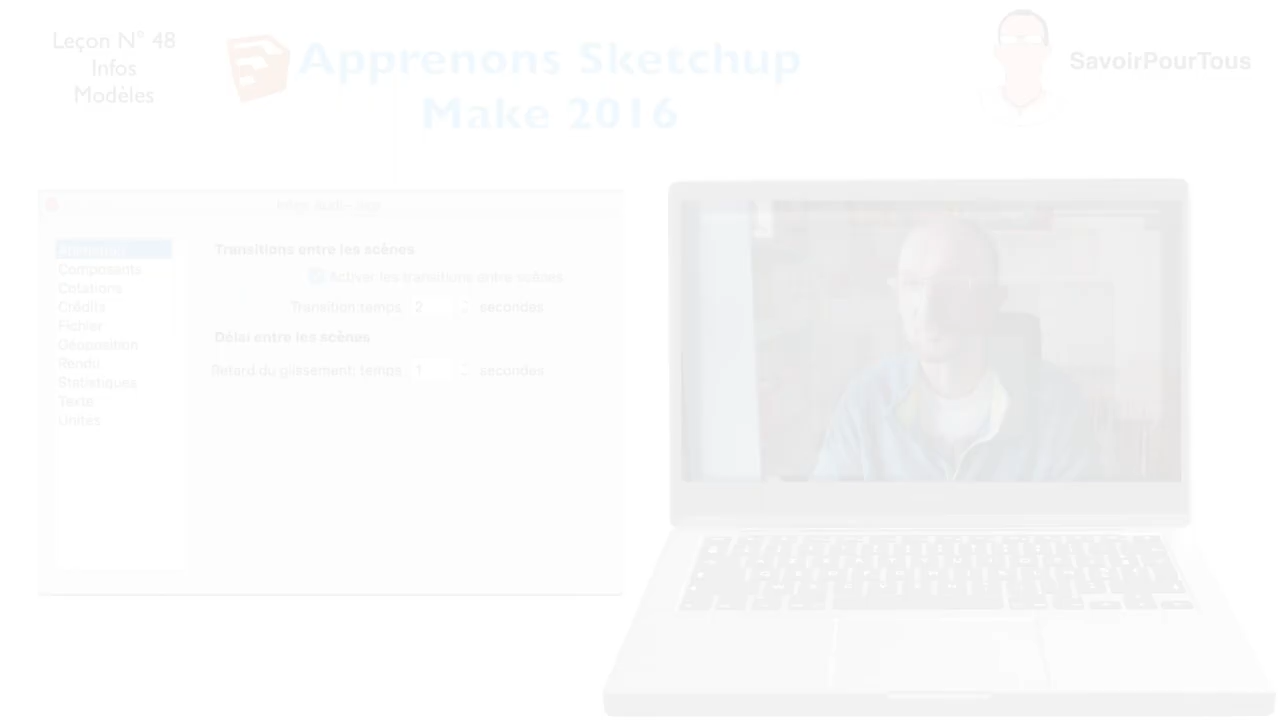 Leçon N° 48
Infos
Modèles
Apprenons Sketchup
Make 2016
SavoirPourTous
Animation
Composants
Cotations
Crédits
Fichier
Géoposition
Rendu
Statistiques
Texte
Unités
Transitions entre les scènes
Activer les transitions entre scènes
Transition:temps 2 secondes
Délai entre les scènes
Retard du glissement: temps 1 secondes